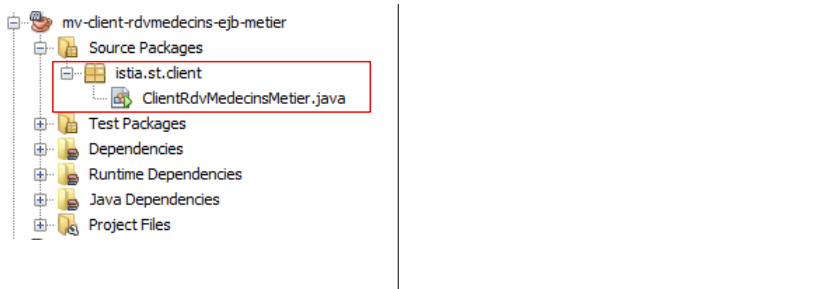 mv-client-rdvmedecins-ejb-metier
Source Packages
istia.st.client
ClientRdvMedecinsMetier.java
Test Packages
Dependencies
Runtime Dependencies
Java Dependencies
Project Files